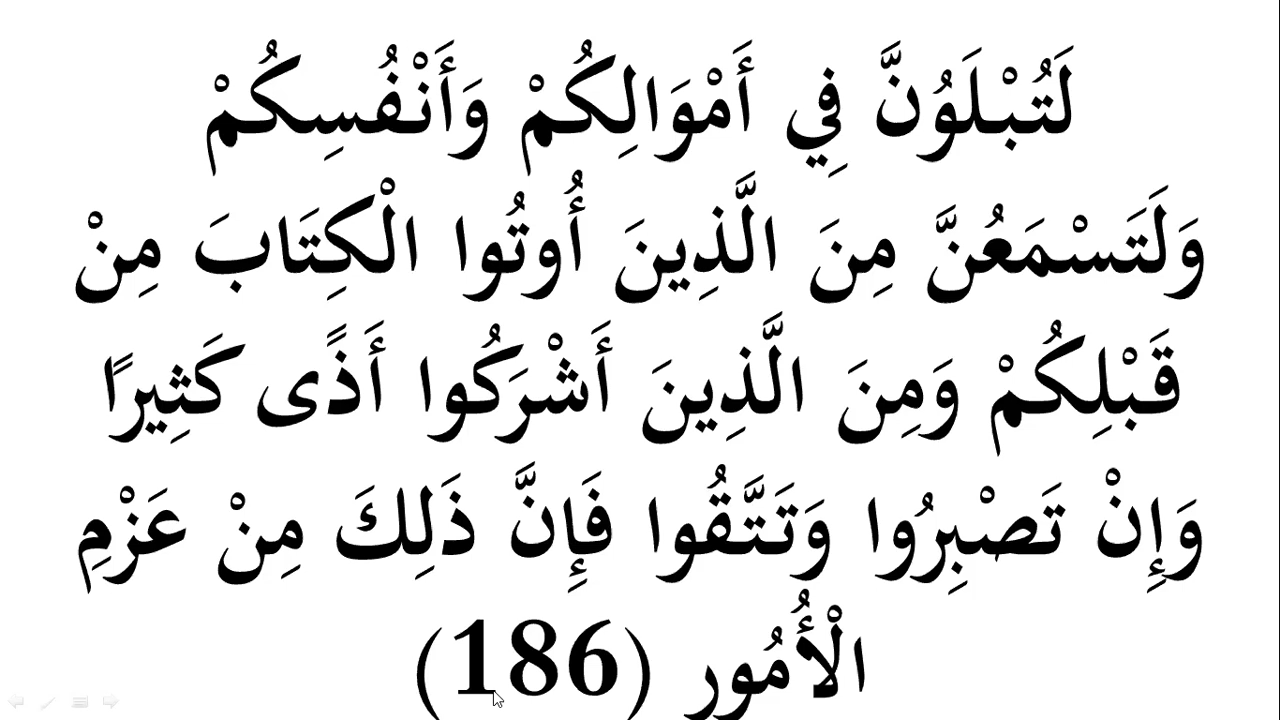 لَتُبْلَوُنَّ فِي أَمْوَالِكُمْ وَأَنْفُسِكُمْ
وَلَتَسْمَعُنَّ مِنَ الَّذِينَ أُوتُوا الْكِتَابَ مِنْ
قَبْلِكُمْ وَمِنَ الَّذِينَ أَشْرَكُوا أَذًى كَثِيرًا
وَإِنْ تَصْبِرُوا وَتَتَّقُوا فَإِنَّ ذَلِكَ مِنْ عَزْمِ
الْأُمُور (186)